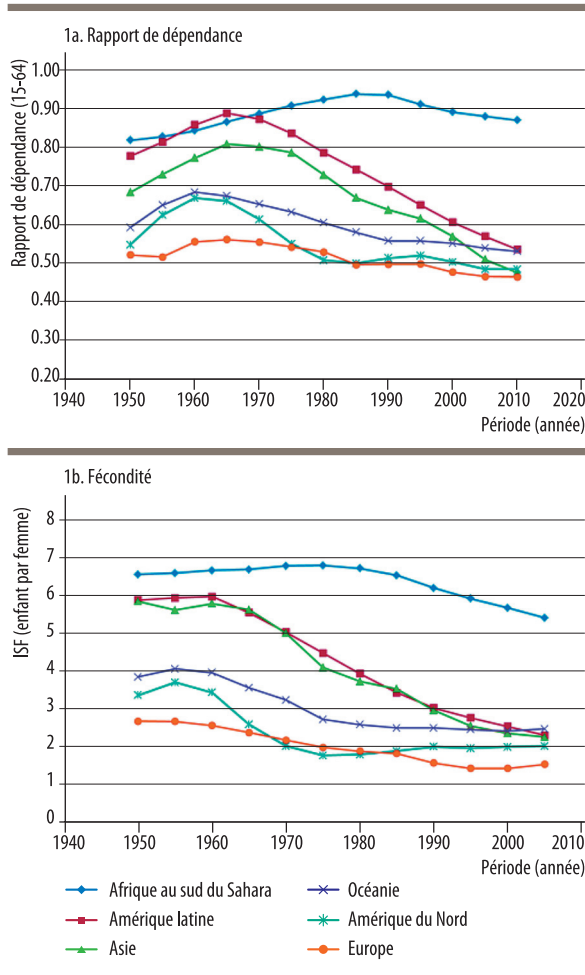 1a. Rapport de dépendance
Rapport de dépendance (15-64)
1.00
0.90
0.80
0.70
0.60
0.50
0.40
0.30
0.20
1940 1950 1960 1970 1980 1990 2000 2010 2020
Période (année)
1b. Fécondité
ISF (enfant par femme)
8
7
6
5
4
3
2
1
0
1940 1950 1960 1970 1980 1990 2000 2010
Période (année)
Afrique au sud du Sahara
Océanie
Amérique latine
Amérique du Nord
Asie
Europe